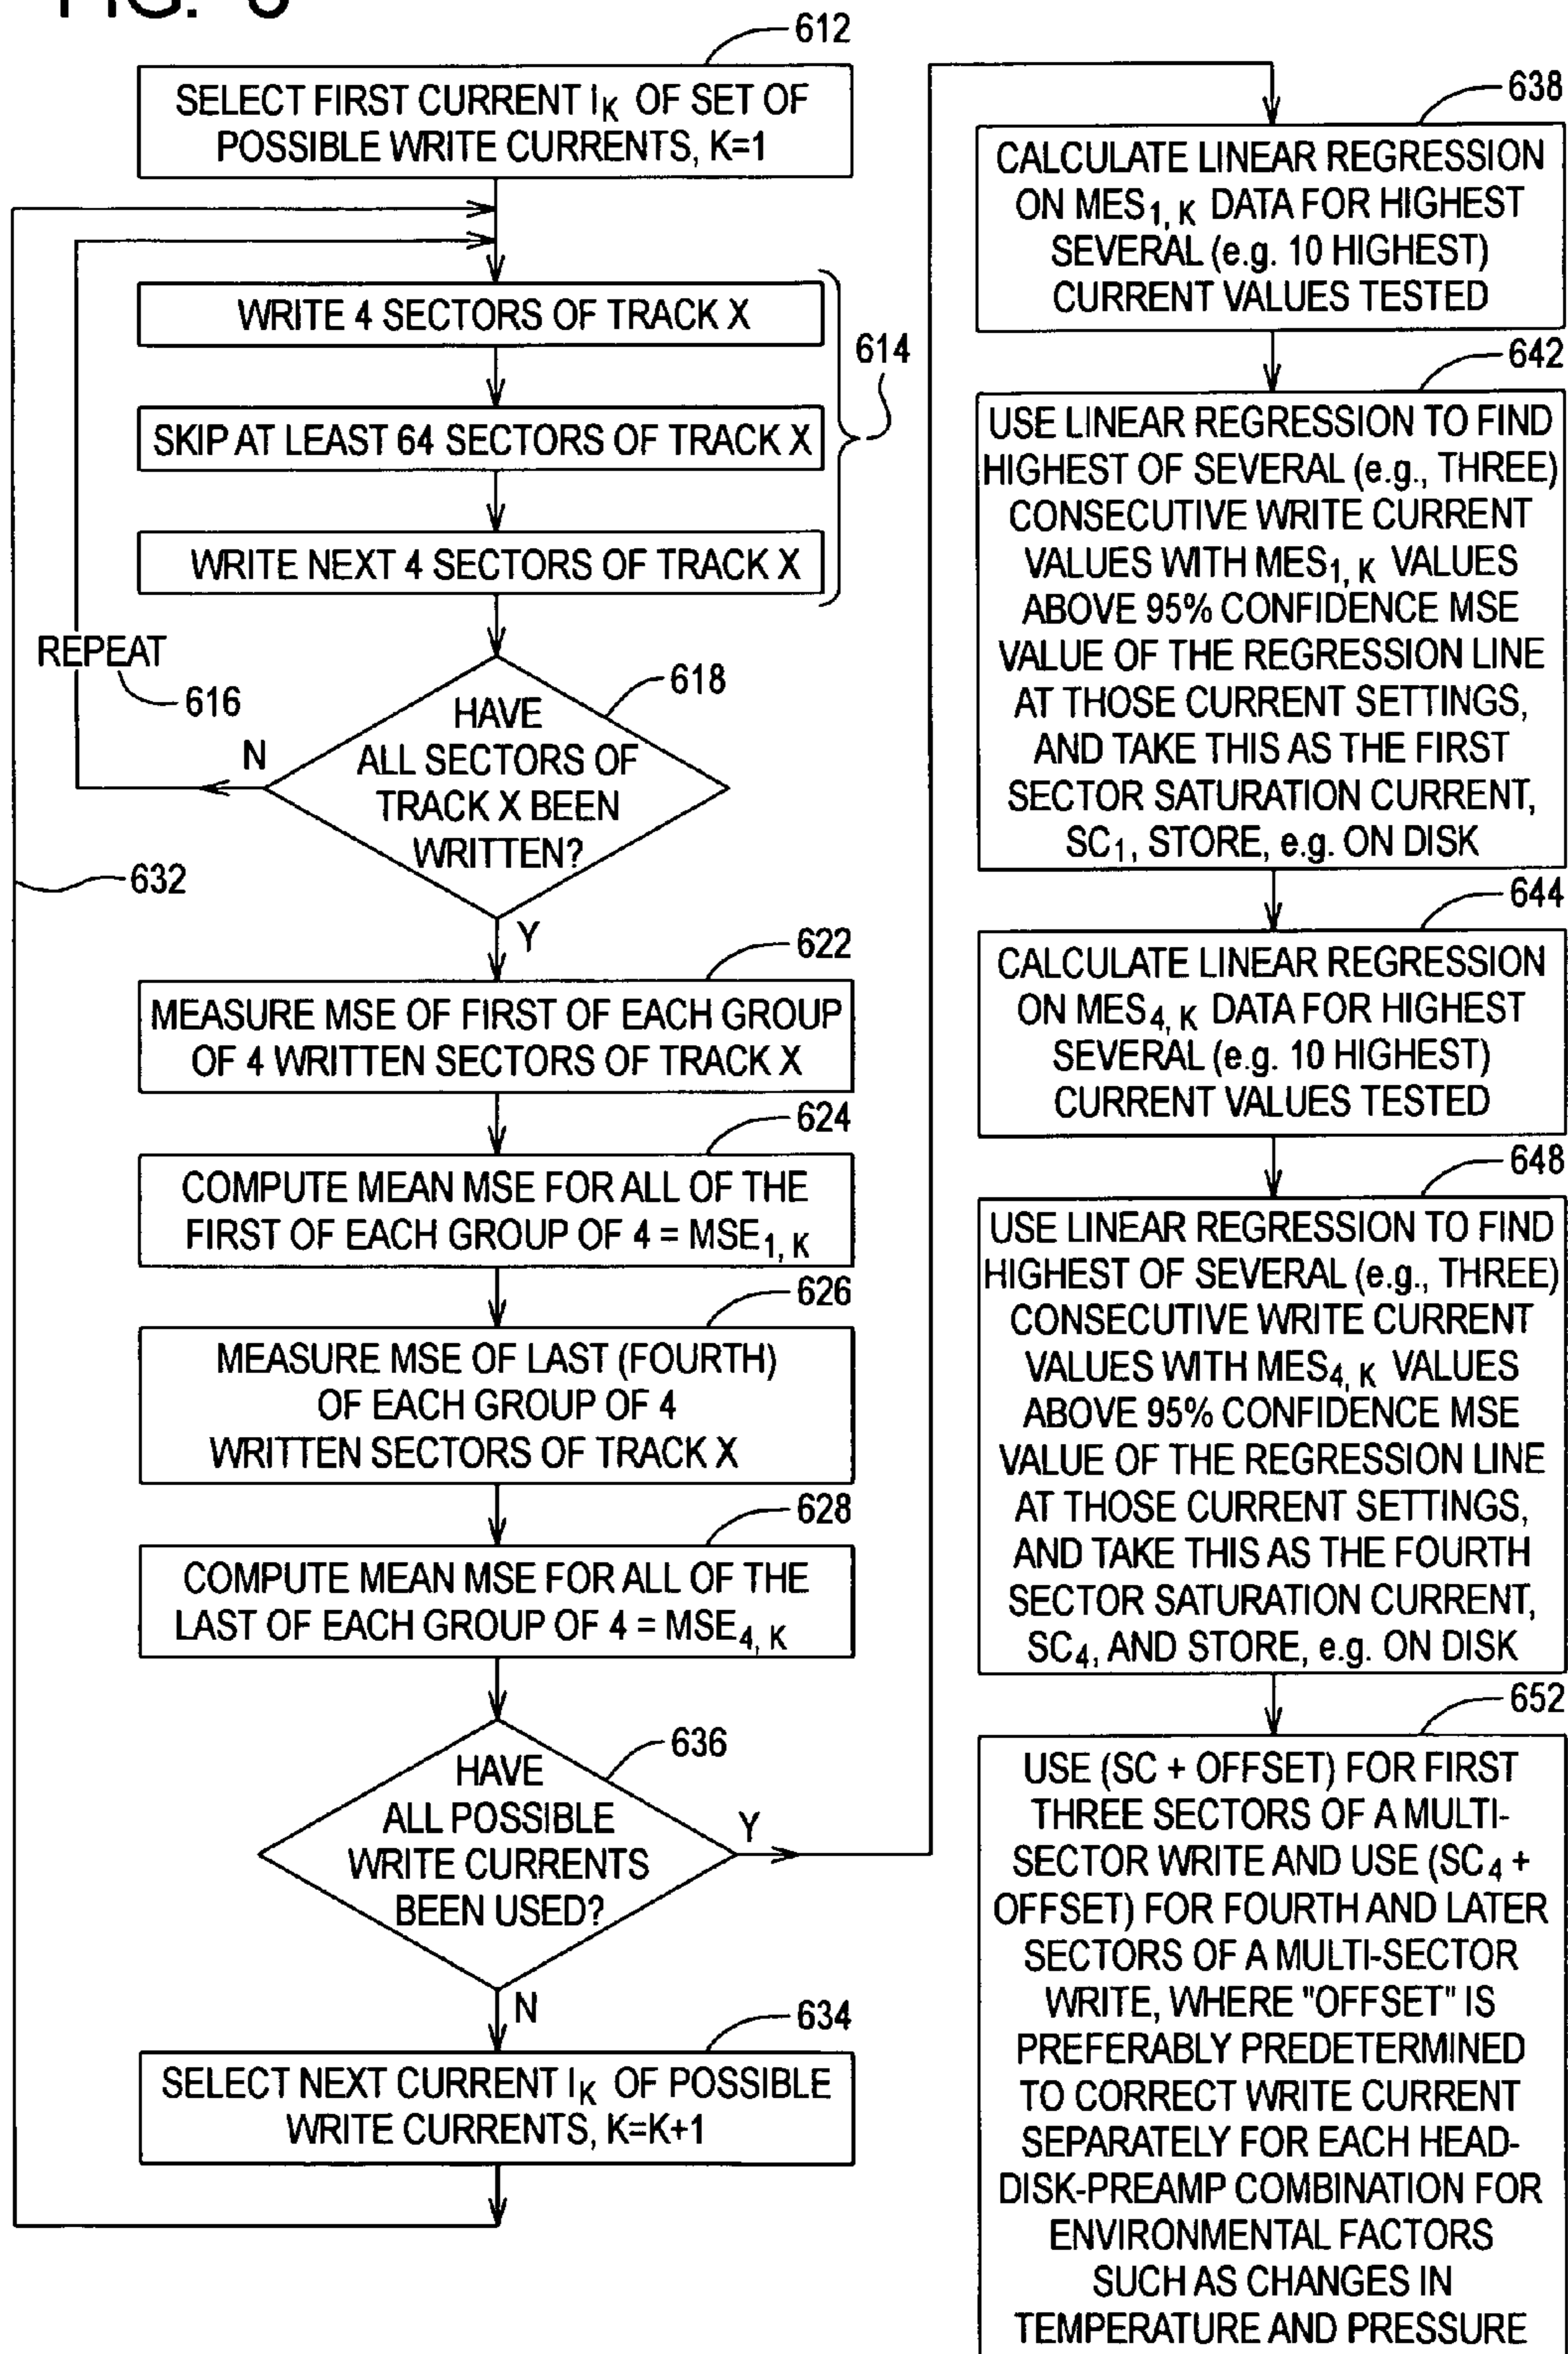 FIG. 6
612
SELECT FIRST CURRENT IK OF SET OF
POSSIBLE WRITE CURRENTS, K=1
WRITE 4 SECTORS OF TRACK X
SKIP AT LEAST 64 SECTORS OF TRACK X
WRITE NEXT 4 SECTORS OF TRACK X
614
REPEAT
616
618
HAVE
ALL SECTORS OF
TRACK X BEEN
WRITTEN?
N
Y
632
622
MEASURE MSE OF FIRST OF EACH GROUP
OF 4 WRITTEN SECTORS OF TRACK X
624
COMPUTE MEAN MSE FOR ALL OF THE
FIRST OF EACH GROUP OF 4 = MSE1, K
626
MEASURE MSE OF LAST (FOURTH)
OF EACH GROUP OF 4
WRITTEN SECTORS OF TRACK X
628
COMPUTE MEAN MSE FOR ALL OF THE
LAST OF EACH GROUP OF 4 = MSE4, K
636
HAVE
ALL POSSIBLE
WRITE CURRENTS
BEEN USED?
Y
N
634
SELECT NEXT CURRENT IK OF POSSIBLE
WRITE CURRENTS, K=K+1
638
CALCULATE LINEAR REGRESSION
ON MES1, K DATA FOR HIGHEST
SEVERAL (e.g. 10 HIGHEST)
CURRENT VALUES TESTED
642
USE LINEAR REGRESSION TO FIND
HIGHEST OF SEVERAL (e.g., THREE)
CONSECUTIVE WRITE CURRENT
VALUES WITH MES1, K VALUES
ABOVE 95% CONFIDENCE MSE
VALUE OF THE REGRESSION LINE
AT THOSE CURRENT SETTINGS,
AND TAKE THIS AS THE FIRST
SECTOR SATURATION CURRENT,
SC1, STORE, e.g. ON DISK
644
CALCULATE LINEAR REGRESSION
ON MES4, K DATA FOR HIGHEST
SEVERAL (e.g. 10 HIGHEST)
CURRENT VALUES TESTED
648
USE LINEAR REGRESSION TO FIND
HIGHEST OF SEVERAL (e.g., THREE)
CONSECUTIVE WRITE CURRENT
VALUES WITH MES4, K VALUES
ABOVE 95% CONFIDENCE MSE
VALUE OF THE REGRESSION LINE
AT THOSE CURRENT SETTINGS,
AND TAKE THIS AS THE FOURTH
SECTOR SATURATION CURRENT,
SC4, AND STORE, e.g. ON DISK
652
USE (SC + OFFSET) FOR FIRST
THREE SECTORS OF A MULTI-
SECTOR WRITE AND USE (SC4 +
OFFSET) FOR FOURTH AND LATER
SECTORS OF A MULTI-SECTOR
WRITE, WHERE "OFFSET" IS
PREFERABLY PREDETERMINED
TO CORRECT WRITE CURRENT
SEPARATELY FOR EACH HEAD-
DISK-PREAMP COMBINATION FOR
ENVIRONMENTAL FACTORS
SUCH AS CHANGES IN
TEMPERATURE AND PRESSURE